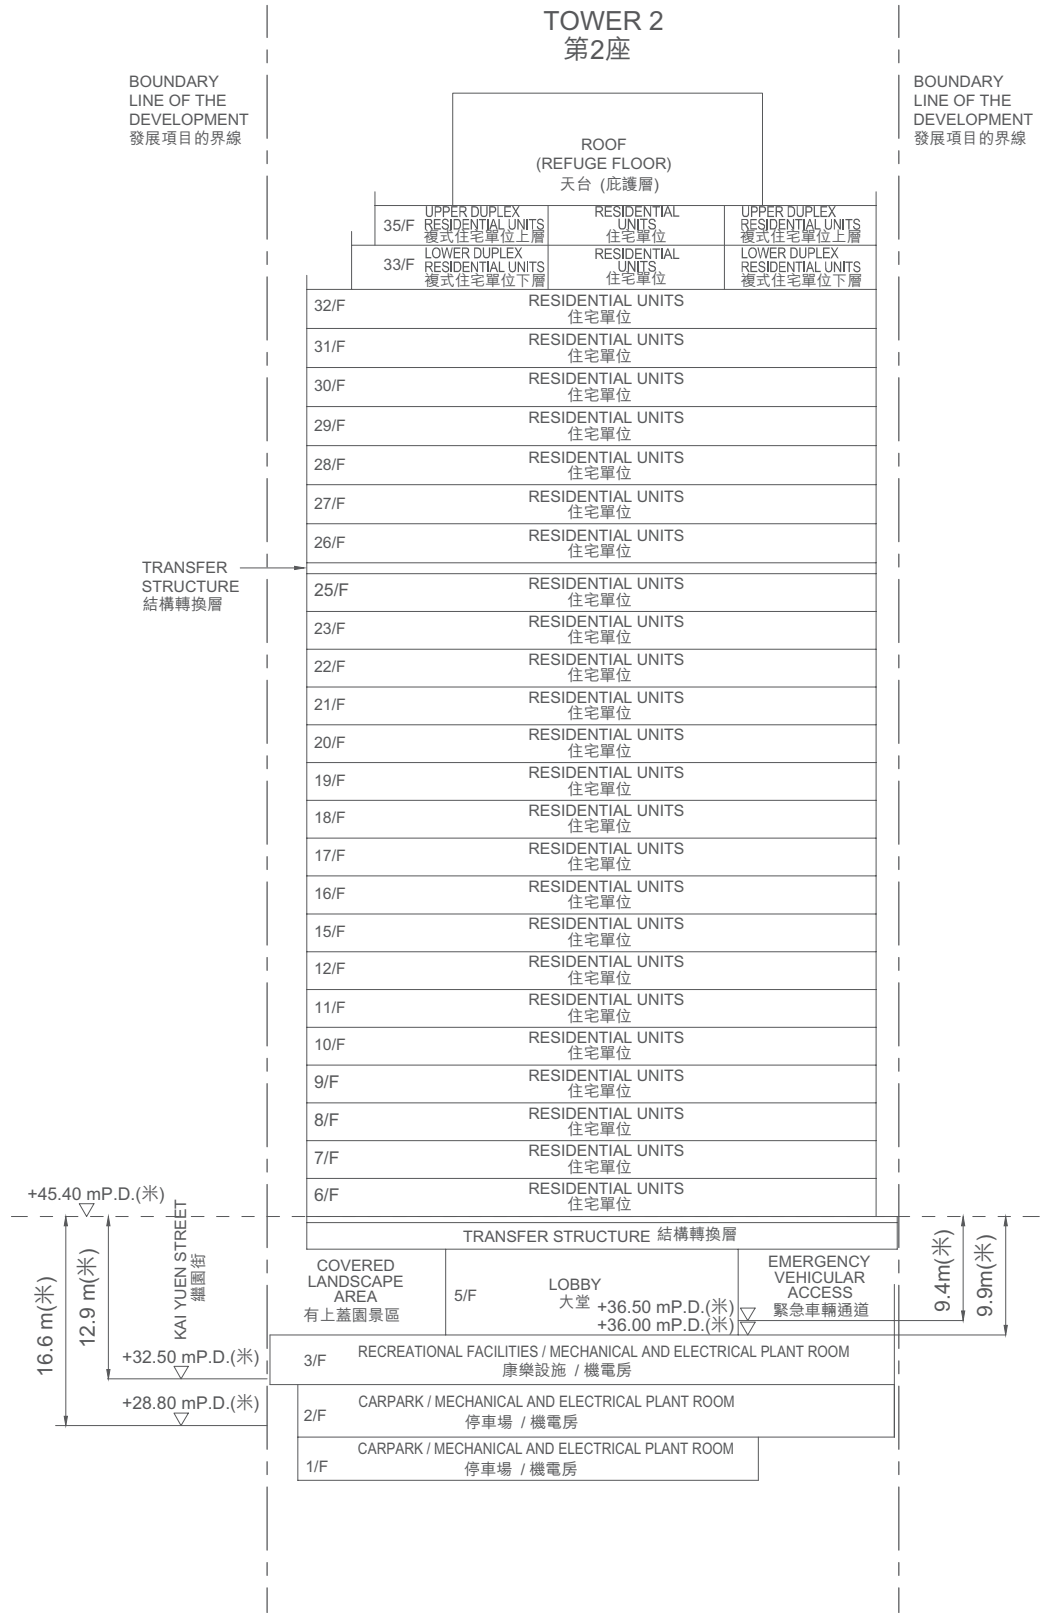 TOWER 2
第2座
BOUNDARY
LINE OF THE
DEVELOPMENT
發展項目的界線
BOUNDARY
LINE OF THE
DEVELOPMENT
發展項目的界線
ROOF
(REFUGE FLOOR)
天台 (庇護層)
35/F
UPPER DUPLEX
RESIDENTIAL UNITS
複式住宅單位上層
RESIDENTIAL
UNITS
住宅單位
UPPER DUPLEX
RESIDENTIAL UNITS
複式住宅單位上層
33/F
LOWER DUPLEX
RESIDENTIAL UNITS
複式住宅單位下層
RESIDENTIAL
UNITS
住宅單位
LOWER DUPLEX
RESIDENTIAL UNITS
複式住宅單位下層
32/F RESIDENTIAL UNITS
住宅單位
31/F RESIDENTIAL UNITS
住宅單位
30/F RESIDENTIAL UNITS
住宅單位
29/F RESIDENTIAL UNITS
住宅單位
28/F RESIDENTIAL UNITS
住宅單位
27/F RESIDENTIAL UNITS
住宅單位
26/F RESIDENTIAL UNITS
住宅單位
TRANSFER
STRUCTURE
結構轉換層
25/F RESIDENTIAL UNITS
住宅單位
23/F RESIDENTIAL UNITS
住宅單位
22/F RESIDENTIAL UNITS
住宅單位
21/F RESIDENTIAL UNITS
住宅單位
20/F RESIDENTIAL UNITS
住宅單位
19/F RESIDENTIAL UNITS
住宅單位
18/F RESIDENTIAL UNITS
住宅單位
17/F RESIDENTIAL UNITS
住宅單位
16/F RESIDENTIAL UNITS
住宅單位
15/F RESIDENTIAL UNITS
住宅單位
12/F RESIDENTIAL UNITS
住宅單位
11/F RESIDENTIAL UNITS
住宅單位
10/F RESIDENTIAL UNITS
住宅單位
9/F RESIDENTIAL UNITS
住宅單位
8/F RESIDENTIAL UNITS
住宅單位
7/F RESIDENTIAL UNITS
住宅單位
6/F RESIDENTIAL UNITS
住宅單位
+45.40 mP.D.(米)
TRANSFER STRUCTURE 結構轉換層
16.6 m(米)
12.9 m(米)
KAI YUEN STREET
繼園街
COVERED
LANDSCAPE
AREA
有上蓋園景區
5/F
LOBBY
大堂
+36.50 mP.D.(米)
+36.00 mP.D.(米)
EMERGENCY
VEHICULAR
ACCESS
緊急車輛通道
9.4m(米)
9.9m(米)
+32.50 mP.D.(米)
3/F RECREATIONAL FACILITIES / MECHANICAL AND ELECTRICAL PLANT ROOM
康樂設施 / 機電房
+28.80 mP.D.(米)
2/F CARPARK / MECHANICAL AND ELECTRICAL PLANT ROOM
停車場 / 機電房
1/F CARPARK / MECHANICAL AND ELECTRICAL PLANT ROOM
停車場 / 機電房